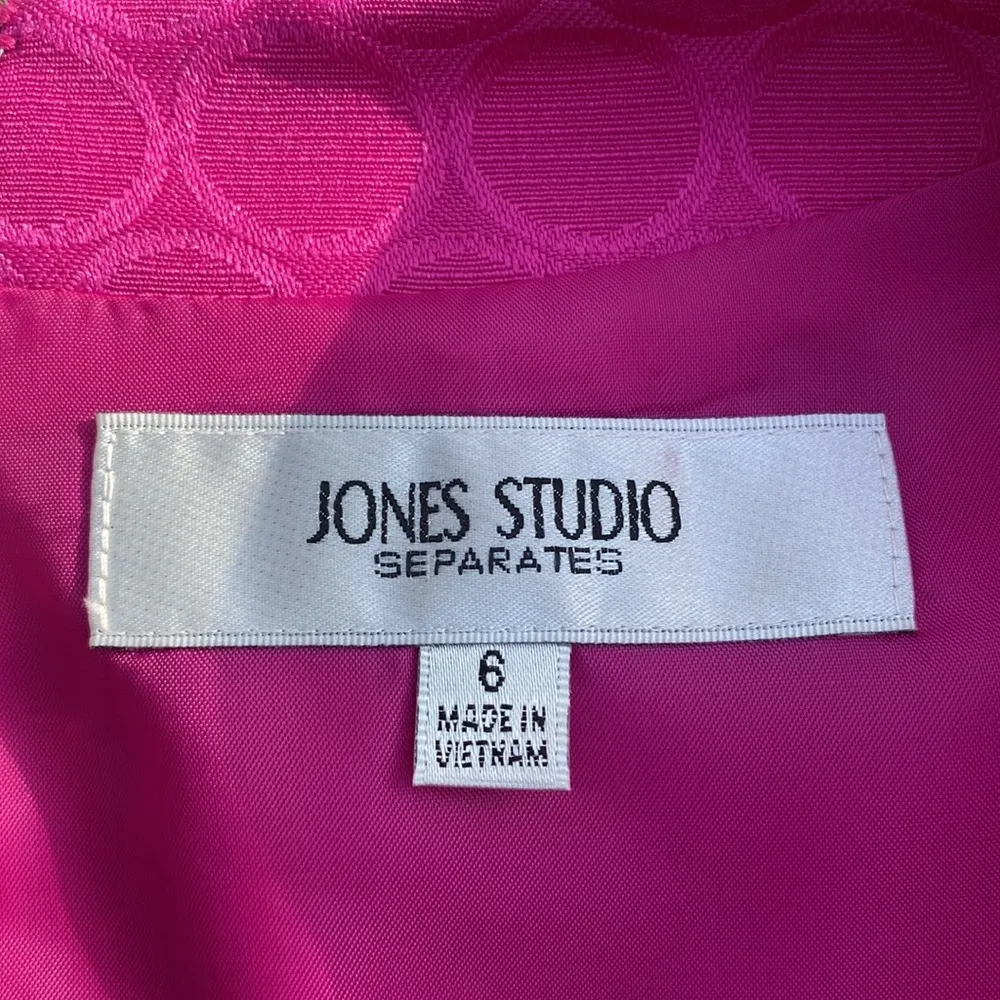 JONES STUDIO
SEPARATES
6
MADE IN
VIETNAM